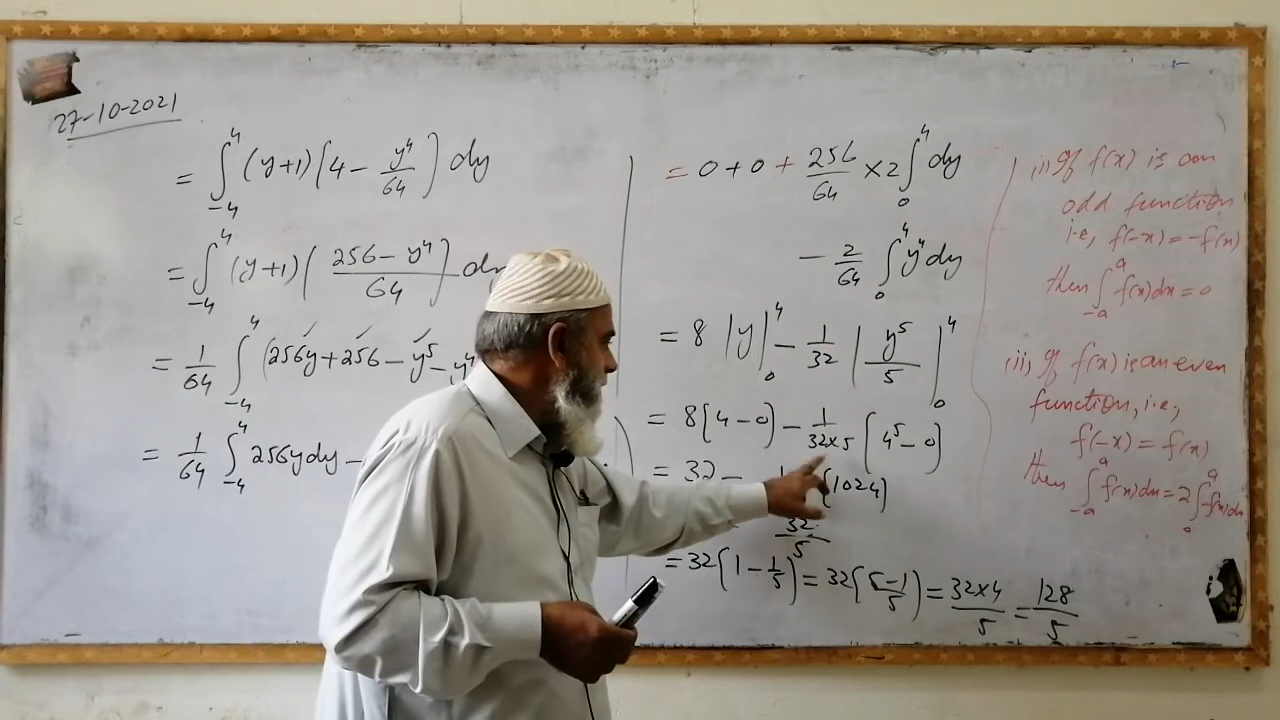 27-10-2021
= ∫_{-4}^{4} (y+1)(4 - y⁴/64) dy
= ∫_{-4}^{4} (y+1)((256-y⁴)/64) dy
= 1/64 ∫_{-4}^{4} (256y+256-y⁵-y⁴
= 1/64 ∫_{-4}^{4} 256y dy -
= 0+0+ 256/64 ×2 ∫_{0}^{4} dy
- 2/64 ∫_{0}^{4} y⁴dy
= 8 |y|_{0}^{4} - 1/32 |y⁵/5|_{0}^{4}
= 8(4-0) - 1/(32×5) (4⁵-0)
= 32 - (1024)
32/5
= 32(1-1/5) = 32((5-1)/5) = (32×4)/5 = 128/5
(i) If f(x) is an
odd function
i.e, f(-x)=-f(x)
then ∫_{-a}^{a} f(x)dx=0
(ii) If f(x) is an even
function, i.e,
f(-x) = f(x)
then ∫_{-a}^{a} f(x)dx=2∫_{0}^{a} f(x)dx